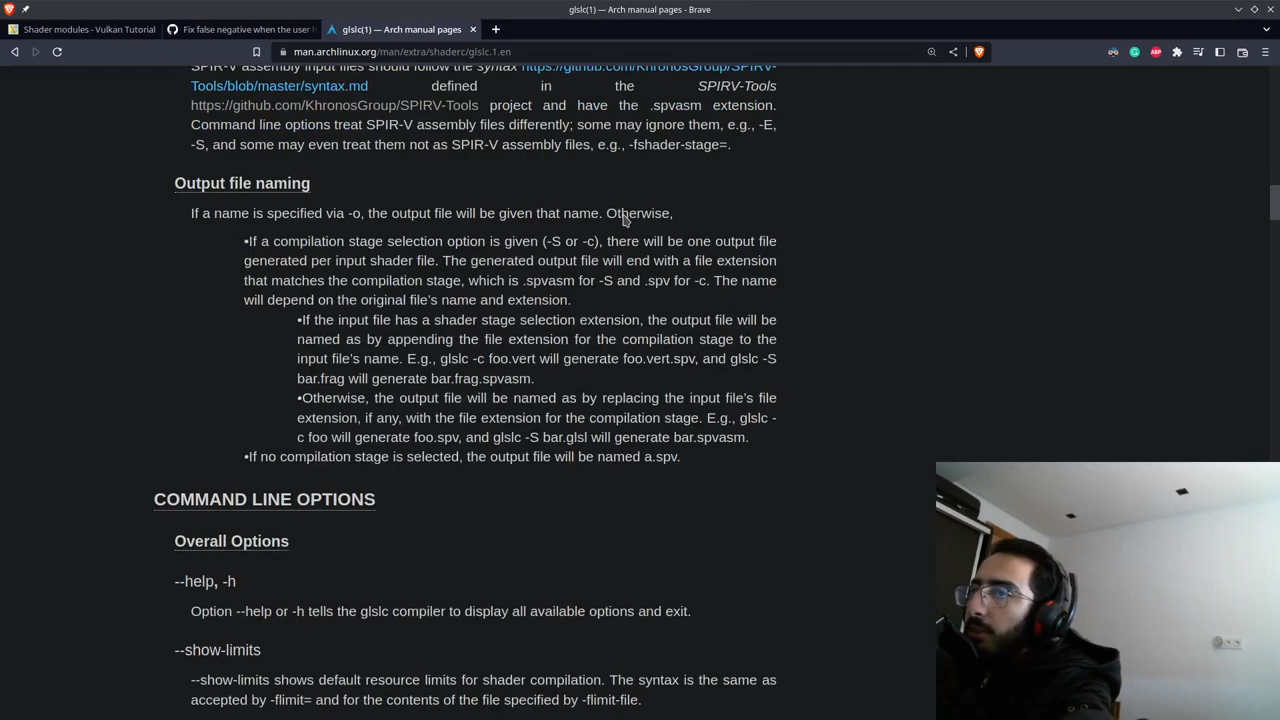 glslc(1) — Arch manual pages - Brave
Shader modules - Vulkan Tutorial
Fix false negative when the user h
glslc(1) — Arch manual pages
man.archlinux.org/man/extra/shaderc/glslc.1.en
SPIR-V assembly input files should follow the syntax https://github.com/KhronosGroup/SPIRV-
Tools/blob/master/syntax.md defined in the SPIRV-Tools
https://github.com/KhronosGroup/SPIRV-Tools project and have the .spvasm extension.
Command line options treat SPIR-V assembly files differently; some may ignore them, e.g., -E,
-S, and some may even treat them not as SPIR-V assembly files, e.g., -fshader-stage=.
Output file naming
If a name is specified via -o, the output file will be given that name. Otherwise,
•If a compilation stage selection option is given (-S or -c), there will be one output file
generated per input shader file. The generated output file will end with a file extension
that matches the compilation stage, which is .spvasm for -S and .spv for -c. The name
will depend on the original file’s name and extension.
•If the input file has a shader stage selection extension, the output file will be
named as by appending the file extension for the compilation stage to the
input file’s name. E.g., glslc -c foo.vert will generate foo.vert.spv, and glslc -S
bar.frag will generate bar.frag.spvasm.
•Otherwise, the output file will be named as by replacing the input file’s file
extension, if any, with the file extension for the compilation stage. E.g., glslc -
c foo will generate foo.spv, and glslc -S bar.glsl will generate bar.spvasm.
•If no compilation stage is selected, the output file will be named a.spv.
COMMAND LINE OPTIONS
Overall Options
--help, -h
Option --help or -h tells the glslc compiler to display all available options and exit.
--show-limits
--show-limits shows default resource limits for shader compilation. The syntax is the same as
accepted by -flimit= and for the contents of the file specified by -flimit-file.